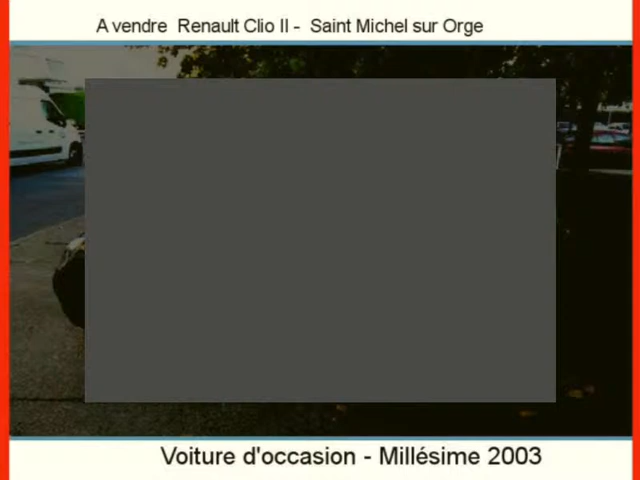 A vendre Renault Clio II - Saint Michel sur Orge
Voiture d'occasion - Millésime 2003